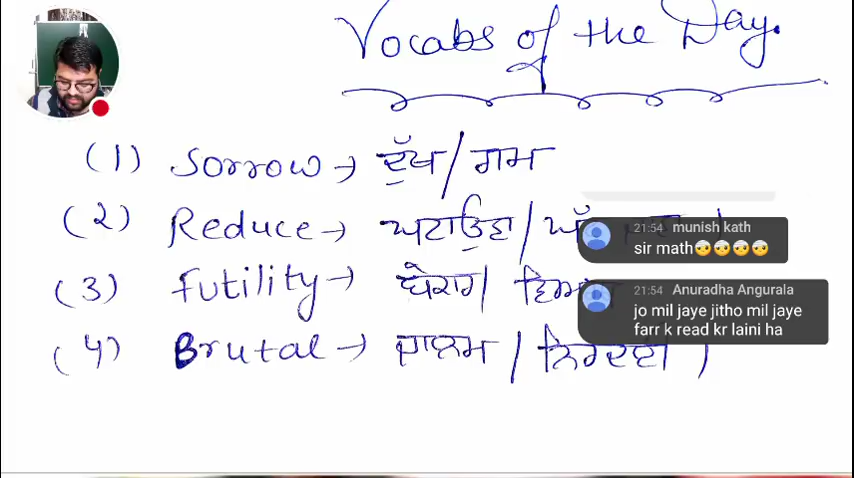 Vocabs of the Day.
(1) Sorrow → ਦੁੱਖ / ਗਮ
(2) Reduce → ਘਟਾਉਣਾ /
21:54 munish kath
sir math🤕🤕🤕🤕
(3) Futility →
21:54 Anuradha Angurala
jo mil jaye jitho mil jaye
farr k read kr laini ha
(4) Brutal → ਜ਼ਾਲਮ / ਨਿਰਦਈ )